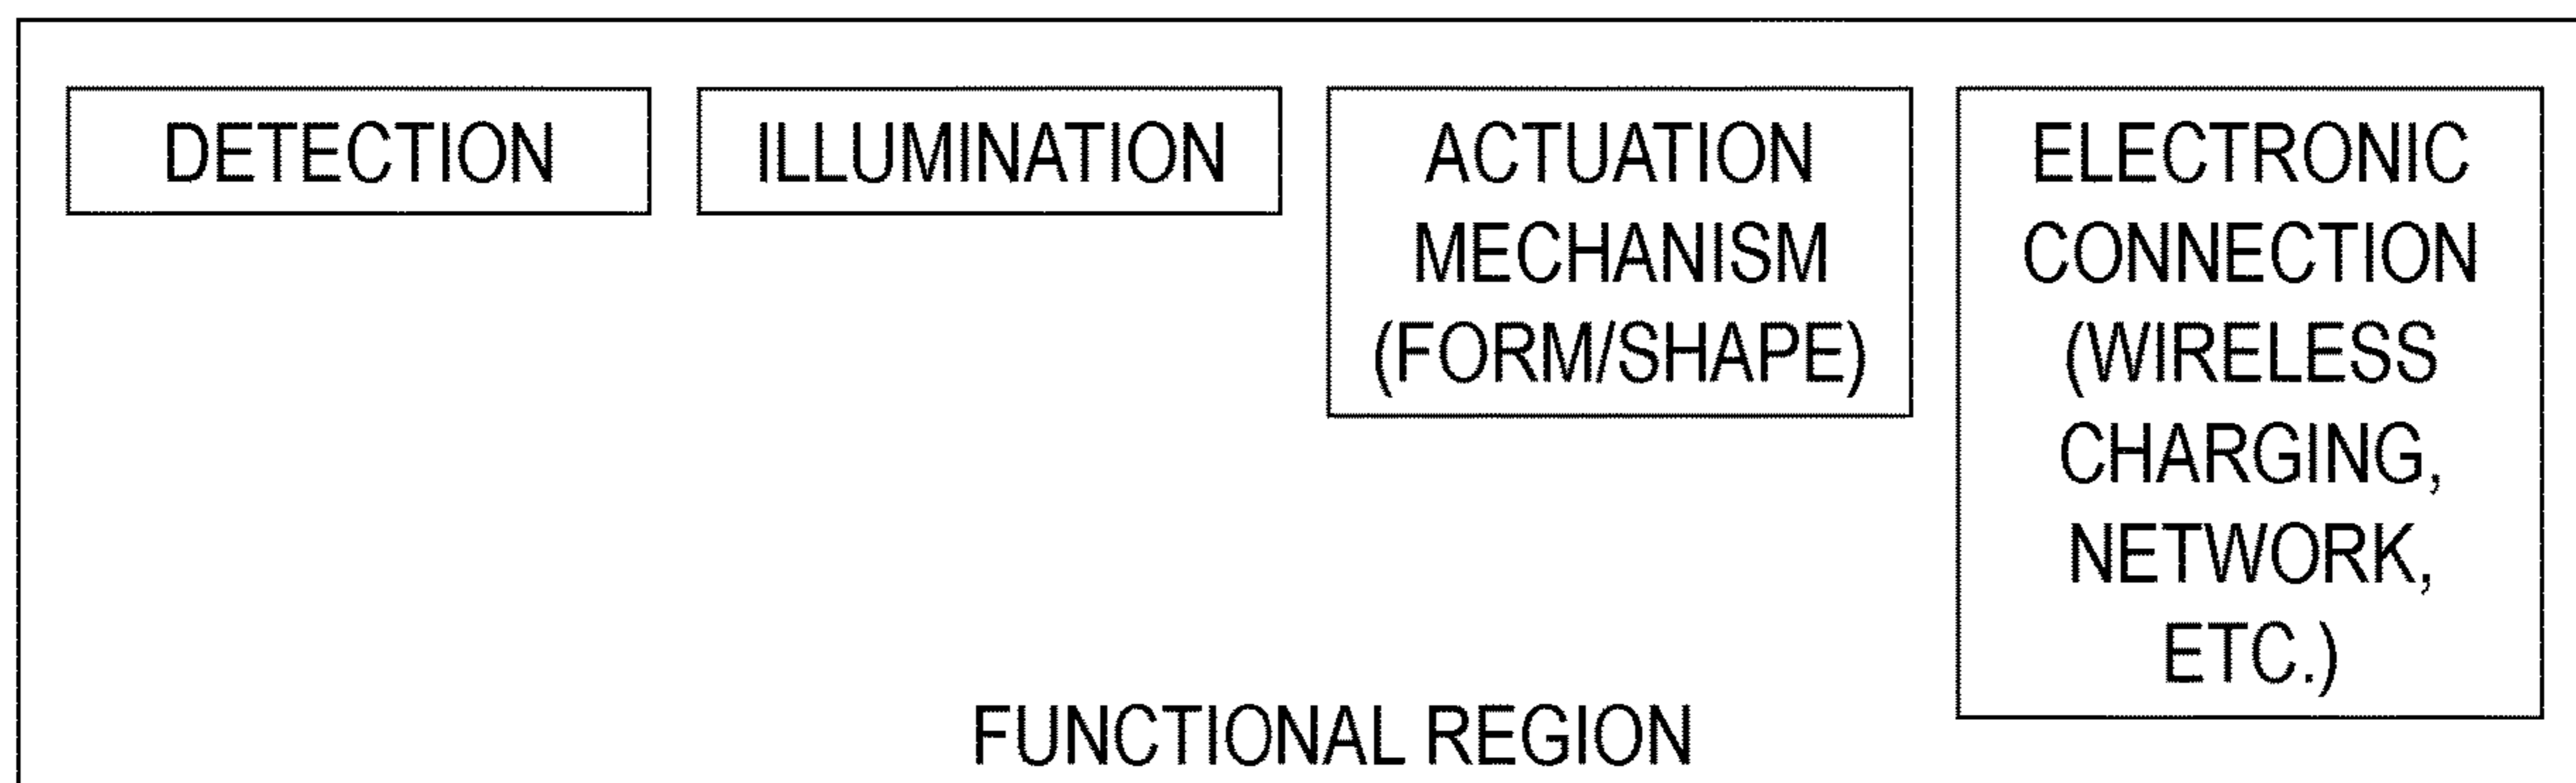 DETECTION
ILLUMINATION
ACTUATION
MECHANISM
(FORM/SHAPE)
ELECTRONIC
CONNECTION
(WIRELESS
CHARGING,
NETWORK,
ETC.)
FUNCTIONAL REGION